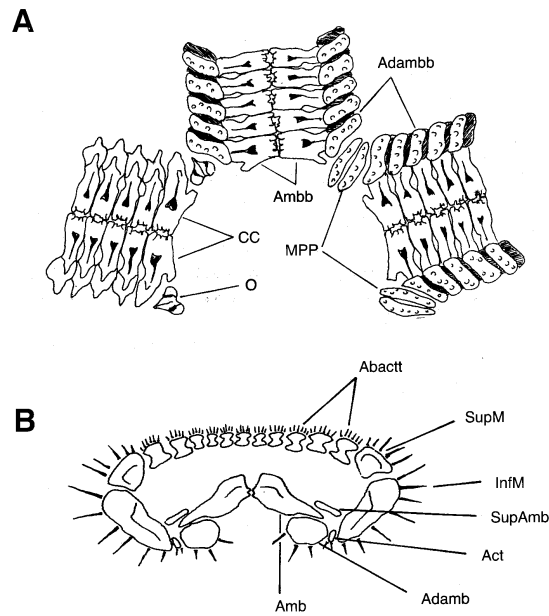 A
Adambb
Ambb
CC
MPP
O
Abactt
B
SupM
InfM
SupAmb
Act
Adamb
Amb